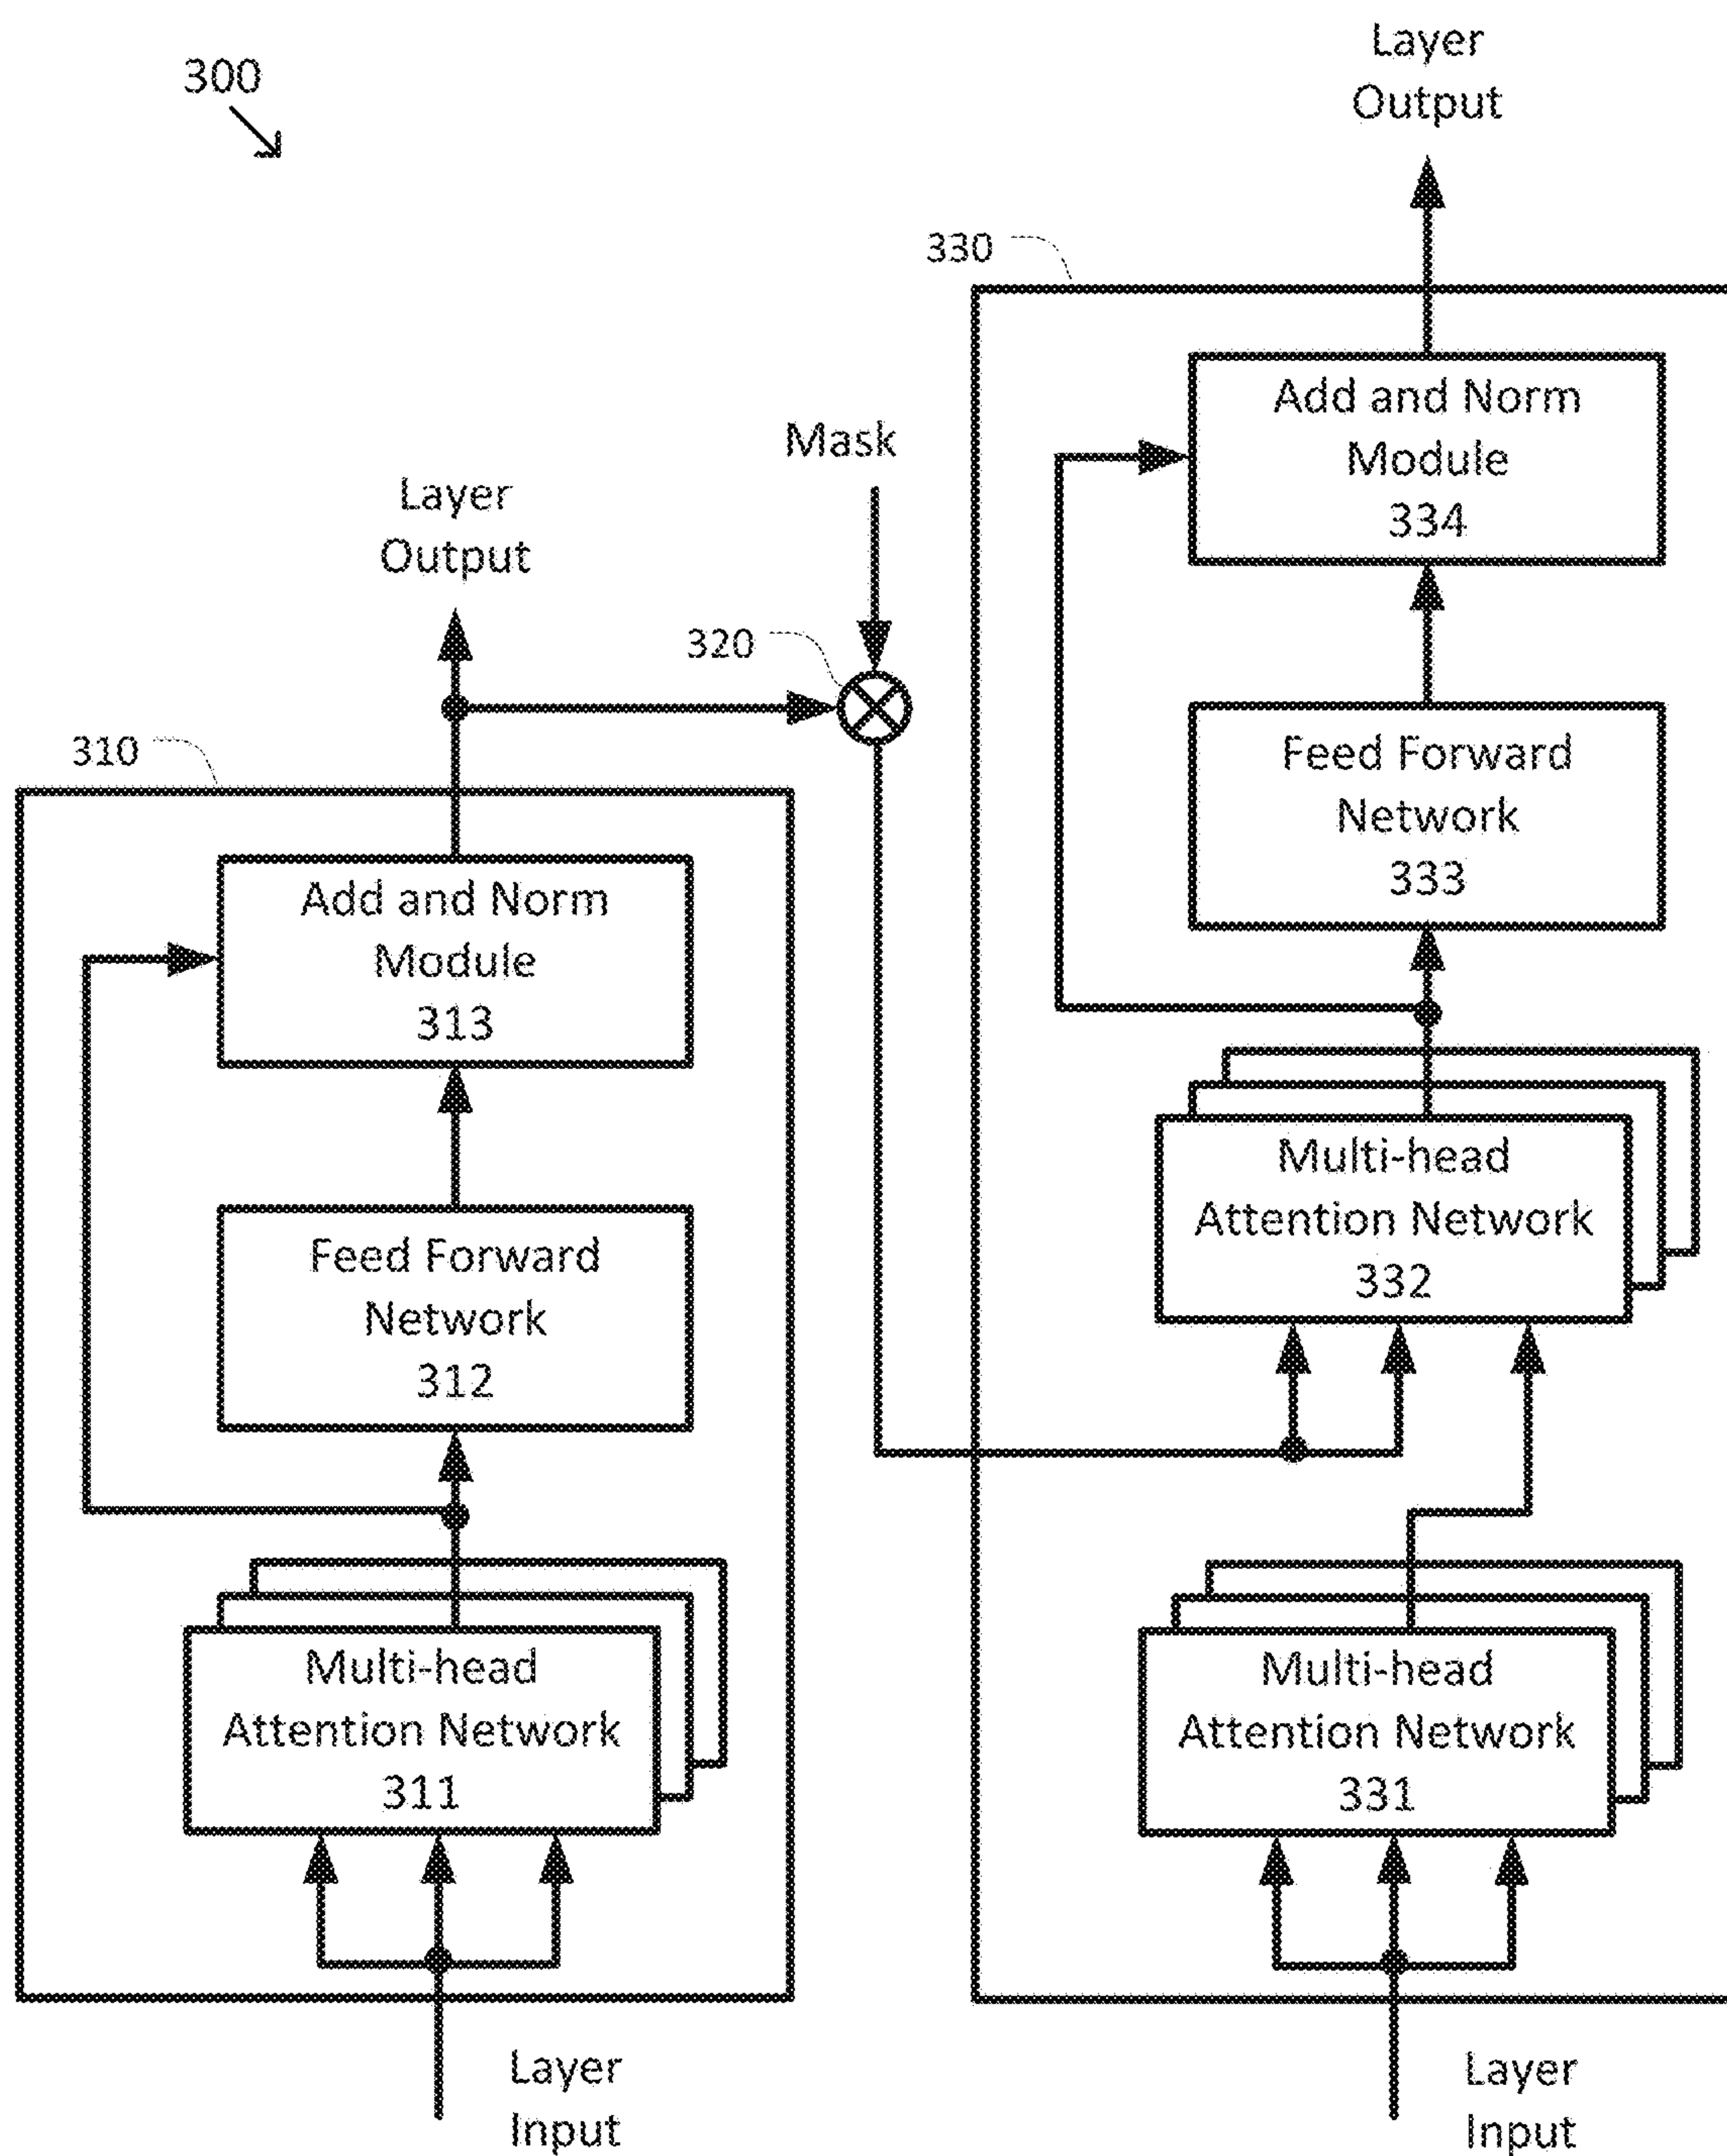 300
Layer
Output
330
Add and Norm
Module
334
Mask
Layer
Output
320
Feed Forward
Network
333
310
Add and Norm
Module
313
Multi-head
Attention Network
332
Feed Forward
Network
312
Multi-head
Attention Network
311
Multi-head
Attention Network
331
Layer
Input
Layer
Input